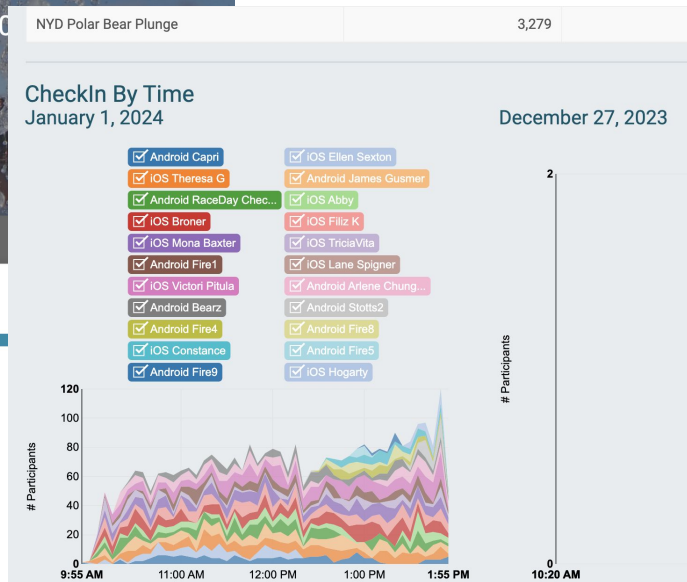 NYD Polar Bear Plunge 3,279
CheckIn By Time
January 1, 2024
December 27, 2023
Android Capri iOS Ellen Sexton
iOS Theresa G Android James Gusmer
Android RaceDay Chec... iOS Abby
iOS Broner iOS Filiz K
iOS Mona Baxter iOS TriciaVita
Android Fire1 iOS Lane Spigner
iOS Victori Pitula Android Arlene Chung...
Android Bearz Android Stotts2
Android Fire4 Android Fire8
iOS Constance Android Fire5
Android Fire9 iOS Hogarty
# Participants
120
100
80
60
40
20
0
9:55 AM 11:00 AM 12:00 PM 1:00 PM 1:55 PM
# Participants
2
0
10:20 AM